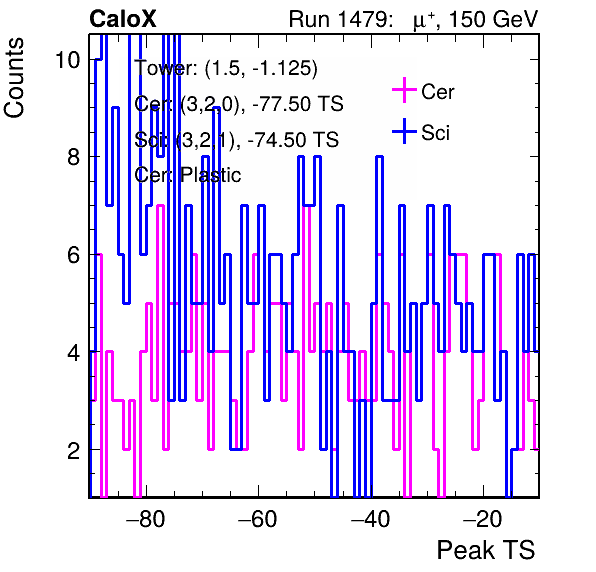 CaloX Run 1479: μ⁺, 150 GeV
Counts
10
8
6
4
2
Tower: (1.5, -1.125)
Cer: (3,2,0), -77.50 TS
Sci: (3,2,1), -74.50 TS
Cer: Plastic
Cer
Sci
−80 −60 −40 −20
Peak TS